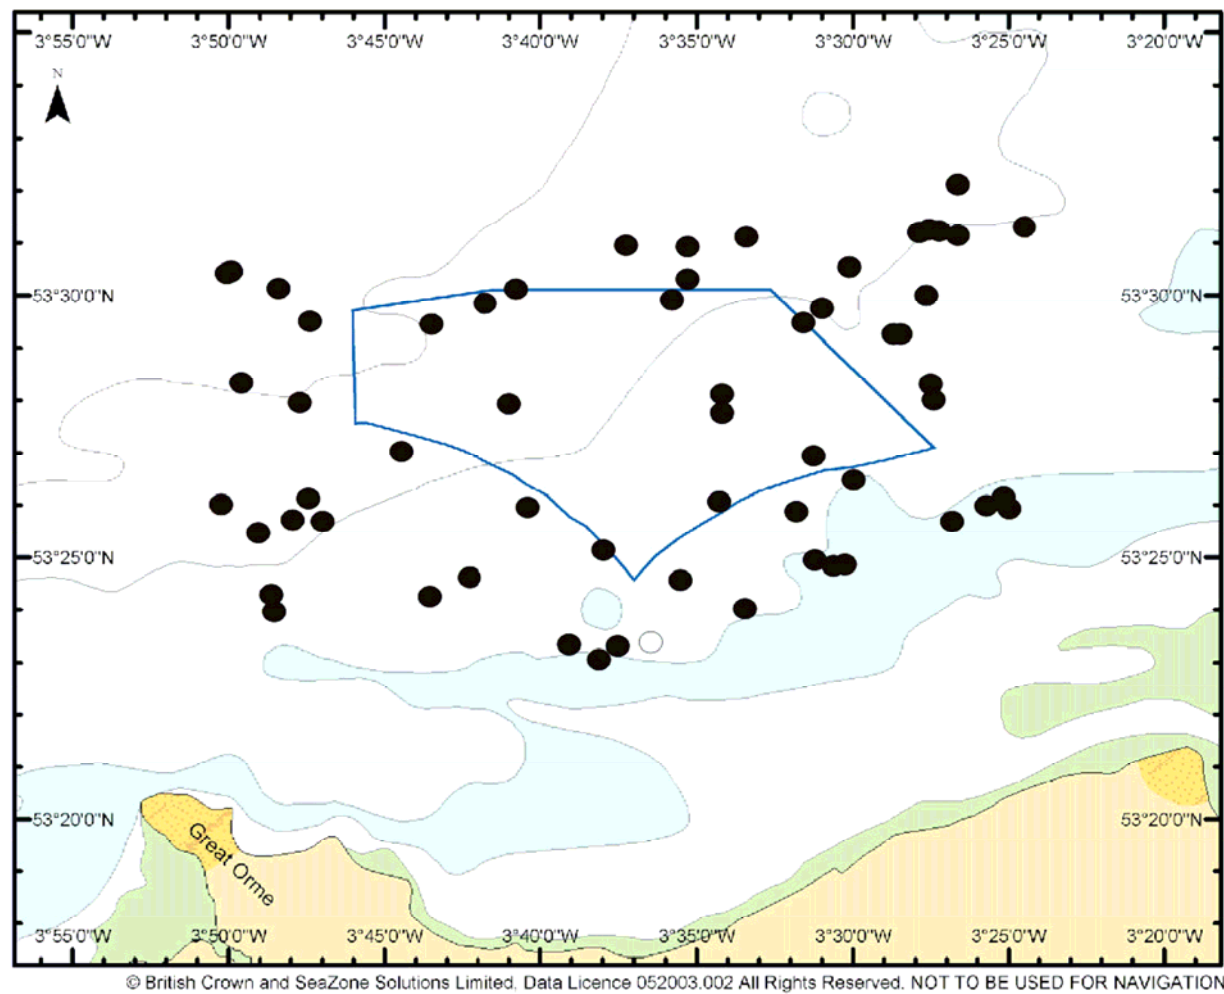 3°55'0"W 3°50'0"W 3°45'0"W 3°40'0"W 3°35'0"W 3°30'0"W 3°25'0"W 3°20'0"W
N
53°30'0"N 53°30'0"N
53°25'0"N 53°25'0"N
53°20'0"N 53°20'0"N
Great Orme
3°55'0"W 3°50'0"W 3°45'0"W 3°40'0"W 3°35'0"W 3°30'0"W 3°25'0"W 3°20'0"W
© British Crown and SeaZone Solutions Limited. Data Licence 052003.002 All Rights Reserved. NOT TO BE USED FOR NAVIGATION